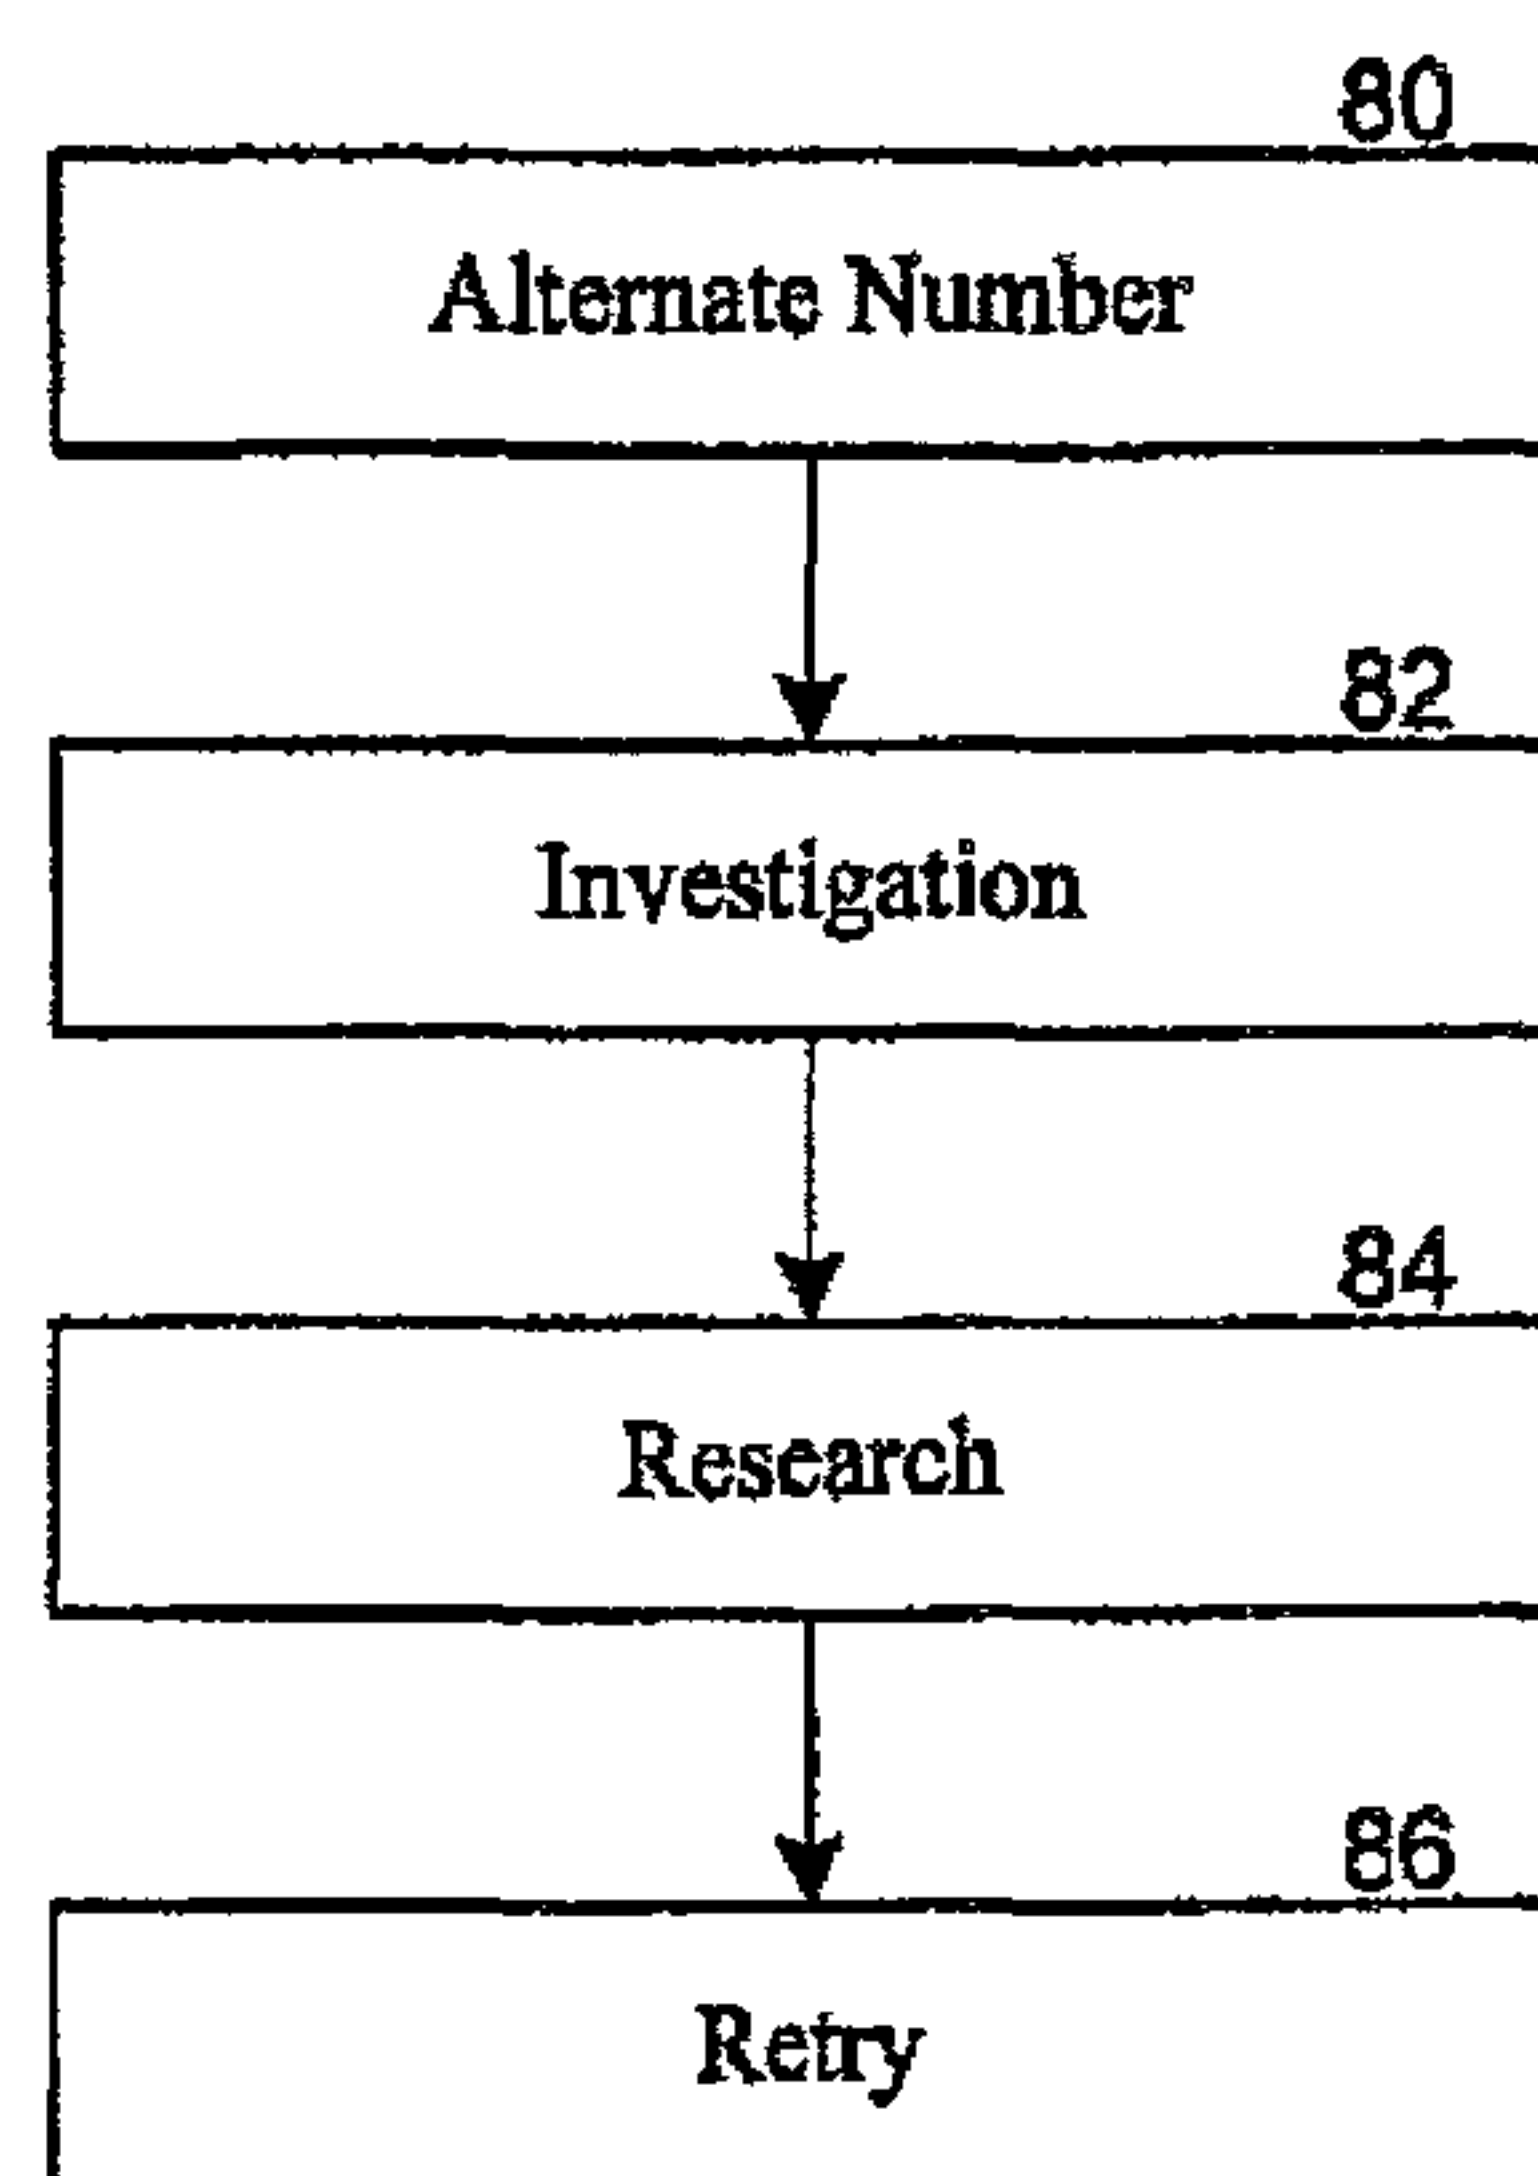 80
Alternate Number
82
Investigation
84
Research
86
Retry